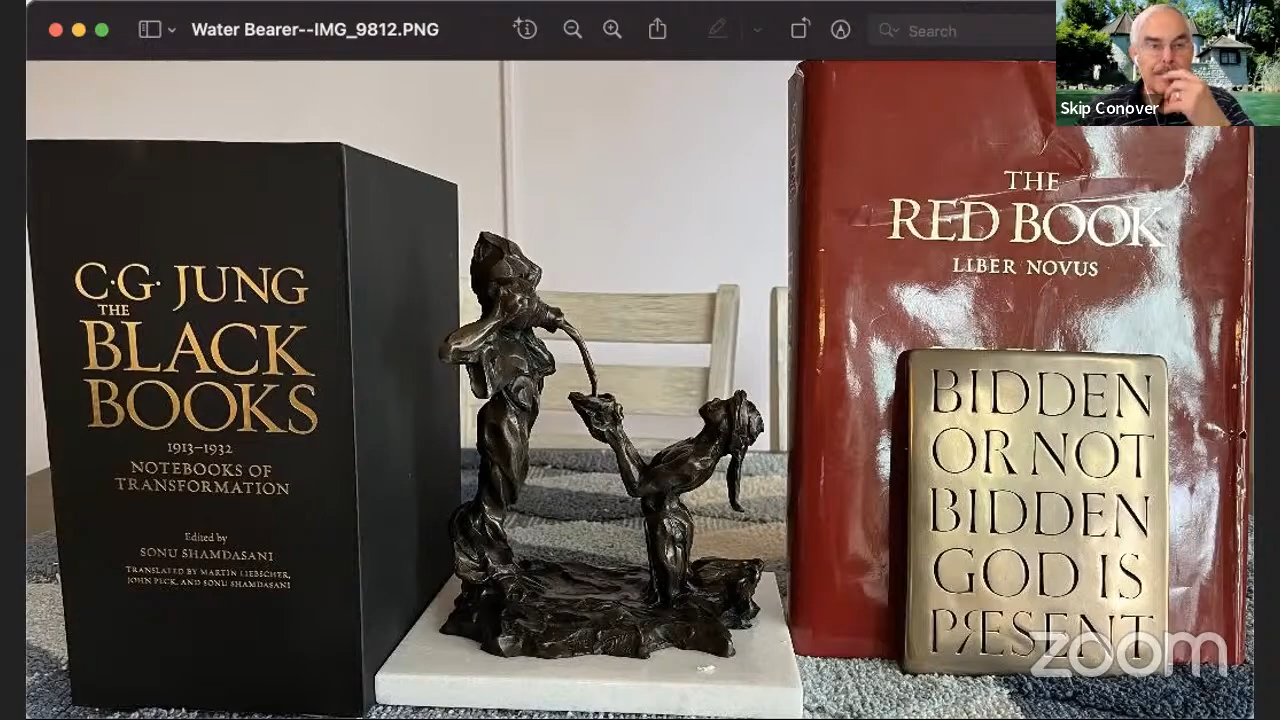 Water Bearer--IMG_9812.PNG
Search
Skip Conover
C·G· JUNG
THE
BLACK
BOOKS
1913–1932
NOTEBOOKS OF
TRANSFORMATION
Edited by
SONU SHAMDASANI
TRANSLATED BY MARTIN LIEBSCHER,
JOHN PECK, AND SONU SHAMDASANI
THE
RED BOOK
LIBER NOVUS
BIDDEN
OR NOT
BIDDEN
GOD IS
PRESENT
zoom